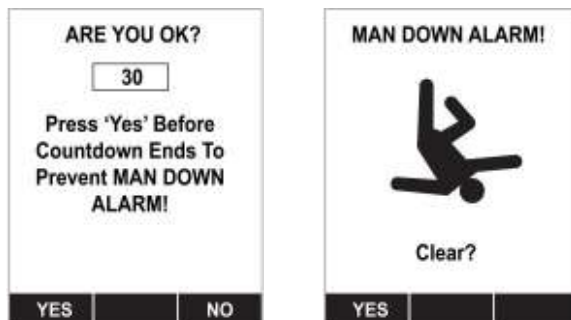 ARE YOU OK?
30
Press ‘Yes’ Before
Countdown Ends To
Prevent MAN DOWN
ALARM!
YES NO
MAN DOWN ALARM!
Clear?
YES